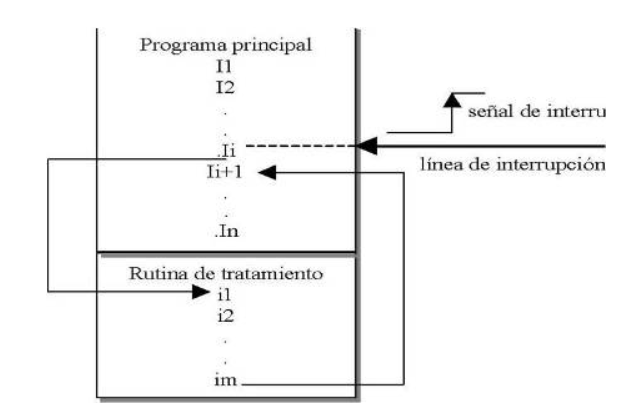 Programa principal
I1
I2
.
.
.Ii
Ii+1
.
.
.In
señal de interru
línea de interrupción
Rutina de tratamiento
i1
i2
.
.
im